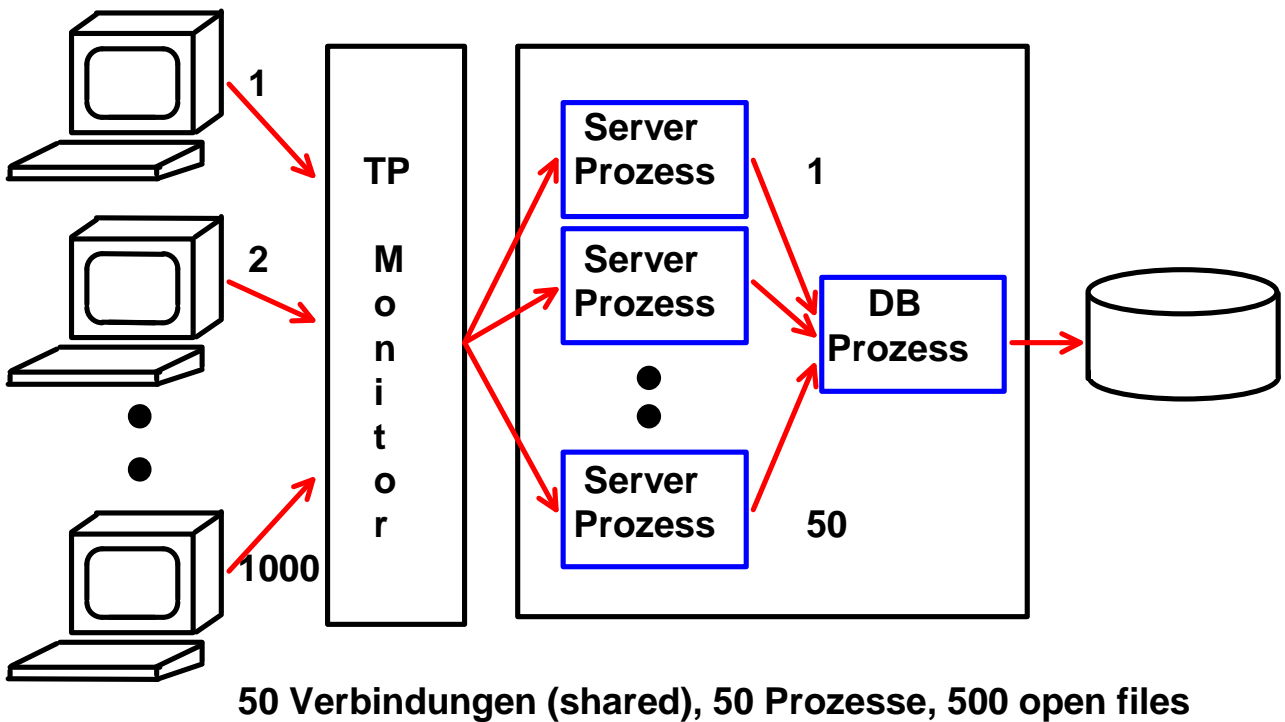 1
2
1000
TP
M
o
n
i
t
o
r
Server
Prozess
Server
Prozess
Server
Prozess
1
50
DB
Prozess
50 Verbindungen (shared), 50 Prozesse, 500 open files